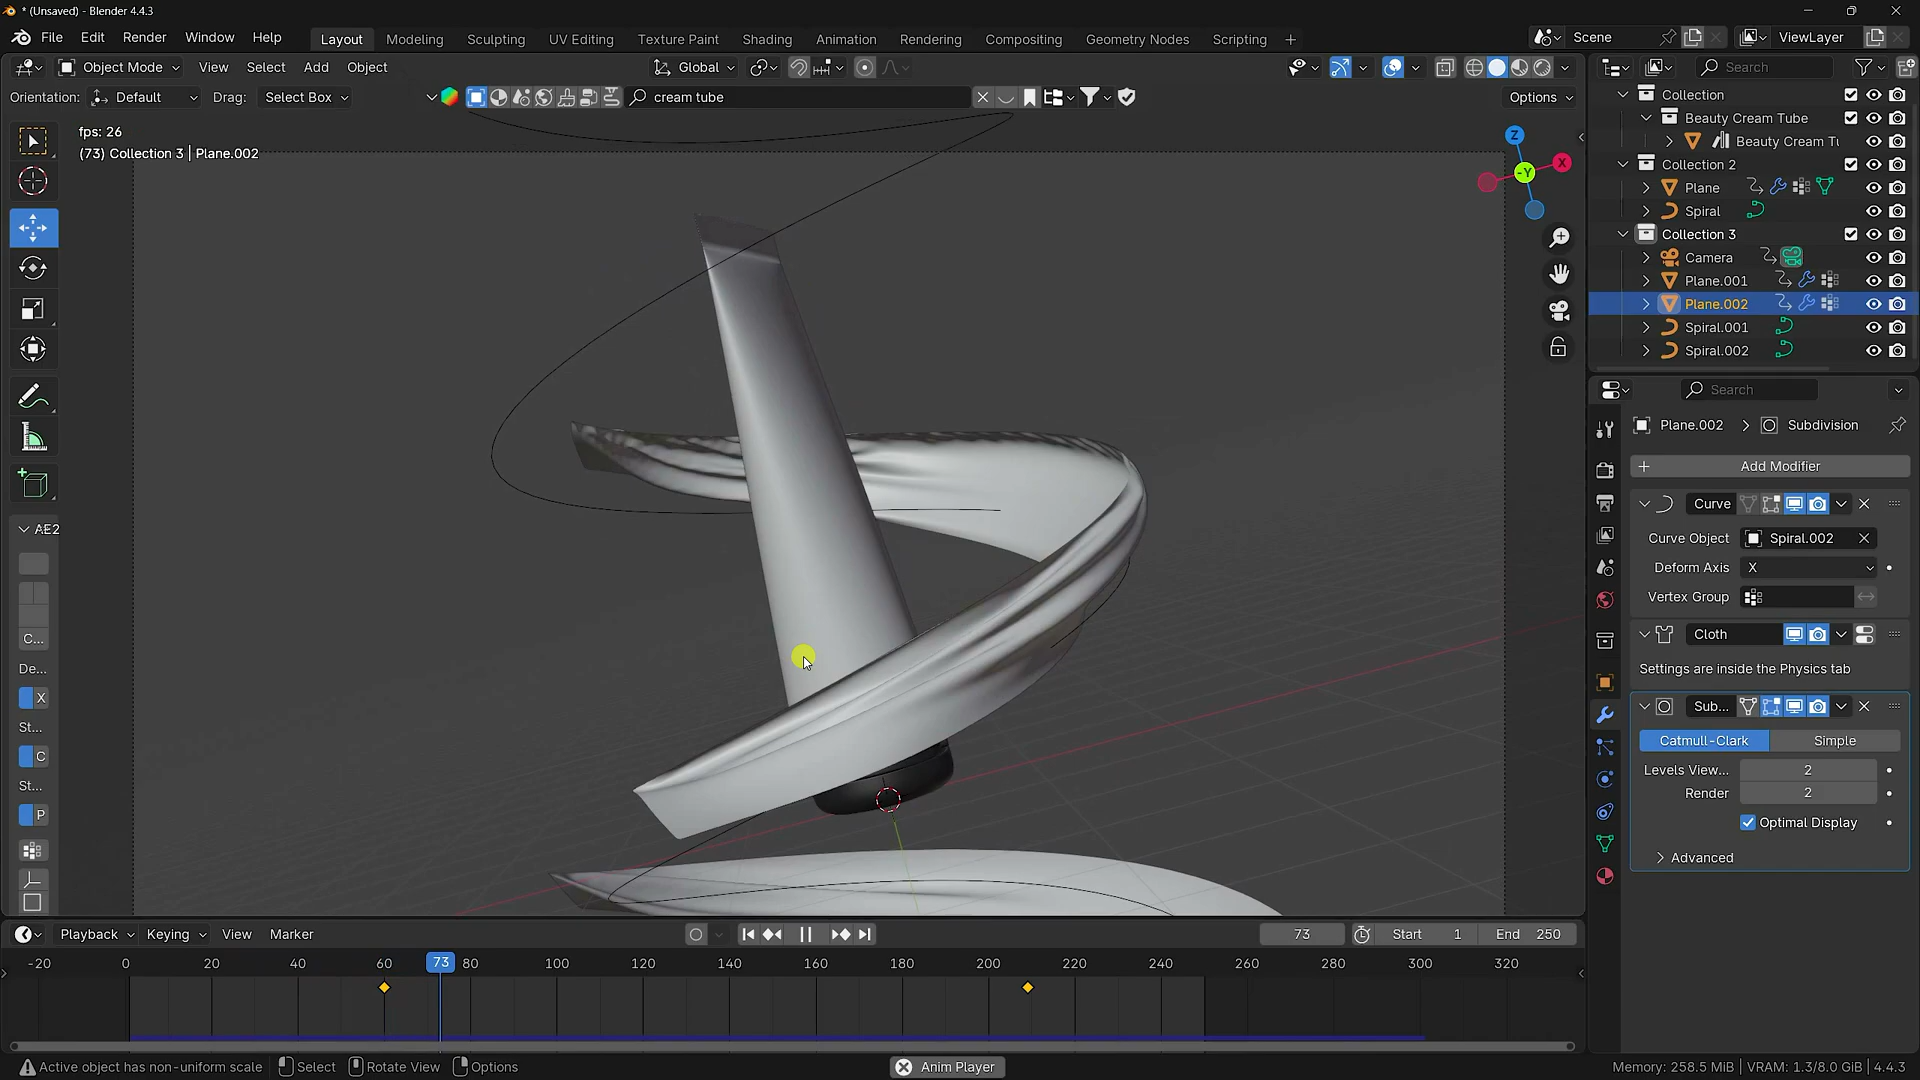 * (Unsaved) - Blender 4.4.3
File Edit Render Window Help
Layout Modeling Sculpting UV Editing Texture Paint Shading Animation Rendering Compositing Geometry Nodes Scripting +
Scene
ViewLayer
Object Mode View Select Add Object
Global
Search
Orientation: Default Drag: Select Box
cream tube
Options
fps: 26
(73) Collection 3 | Plane.002
Z
X
-Y
Collection
Beauty Cream Tube
Beauty Cream Tu
Collection 2
Plane
Spiral
Collection 3
Camera
Plane.001
Plane.002
Spiral.001
Spiral.002
Search
Plane.002 > Subdivision
+ Add Modifier
Curve
Curve Object Spiral.002
Deform Axis X
Vertex Group
Cloth
Settings are inside the Physics tab
Sub...
Catmull-Clark Simple
Levels View... 2
Render 2
Optimal Display
Advanced
AE2
C...
De...
X
St...
C
St...
P
Playback Keying View Marker
73 Start 1 End 250
-20 0 20 40 60 73 80 100 120 140 160 180 200 220 240 260 280 300 320
Active object has non-uniform scale Select Rotate View Options
Anim Player
Memory: 258.5 MiB | VRAM: 1.3/8.0 GiB | 4.4.3